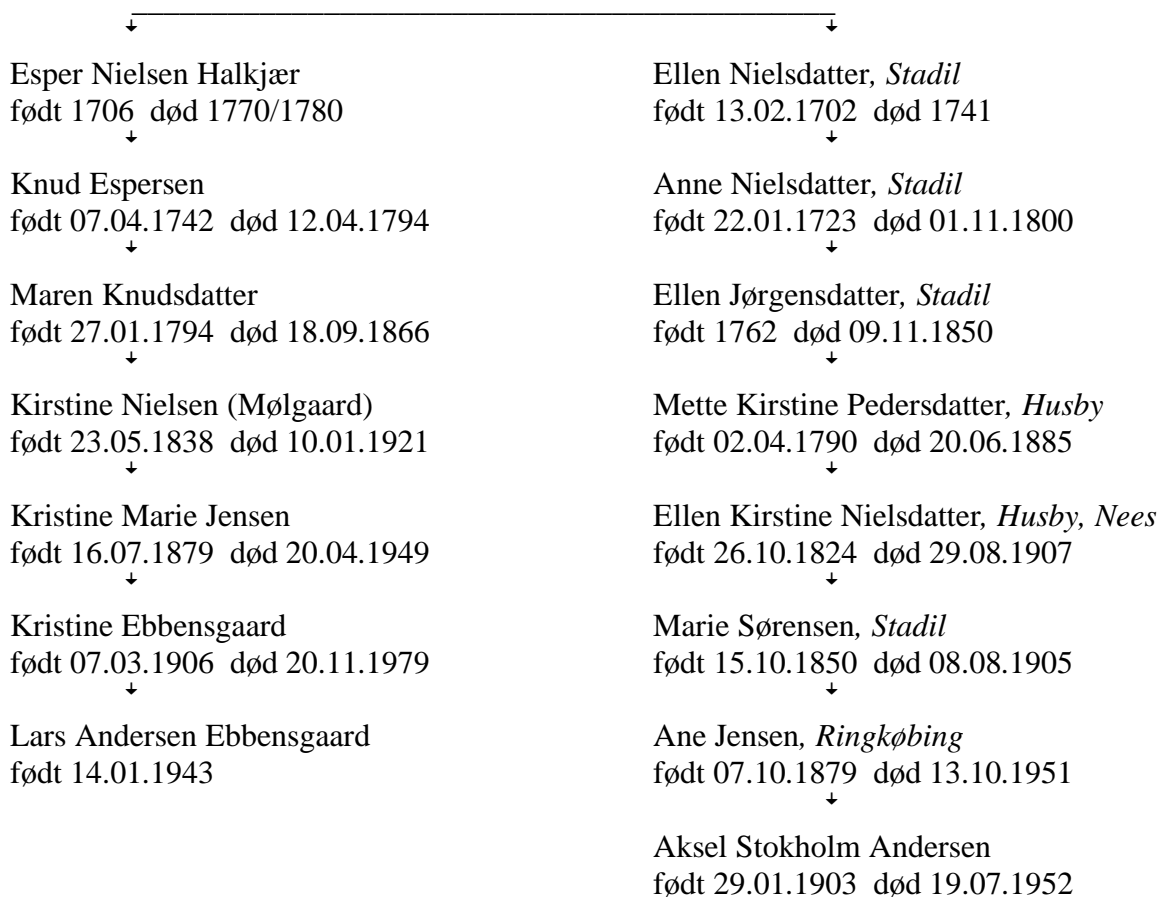 Esper Nielsen Halkjær
født 1706 død 1770/1780
Knud Espersen
født 07.04.1742 død 12.04.1794
Maren Knudsdatter
født 27.01.1794 død 18.09.1866
Kirstine Nielsen (Mølgaard)
født 23.05.1838 død 10.01.1921
Kristine Marie Jensen
født 16.07.1879 død 20.04.1949
Kristine Ebbensgaard
født 07.03.1906 død 20.11.1979
Lars Andersen Ebbensgaard
født 14.01.1943
Ellen Nielsdatter, Stadil
født 13.02.1702 død 1741
Anne Nielsdatter, Stadil
født 22.01.1723 død 01.11.1800
Ellen Jørgensdatter, Stadil
født 1762 død 09.11.1850
Mette Kirstine Pedersdatter, Husby
født 02.04.1790 død 20.06.1885
Ellen Kirstine Nielsdatter, Husby, Nees
født 26.10.1824 død 29.08.1907
Marie Sørensen, Stadil
født 15.10.1850 død 08.08.1905
Ane Jensen, Ringkøbing
født 07.10.1879 død 13.10.1951
Aksel Stokholm Andersen
født 29.01.1903 død 19.07.1952